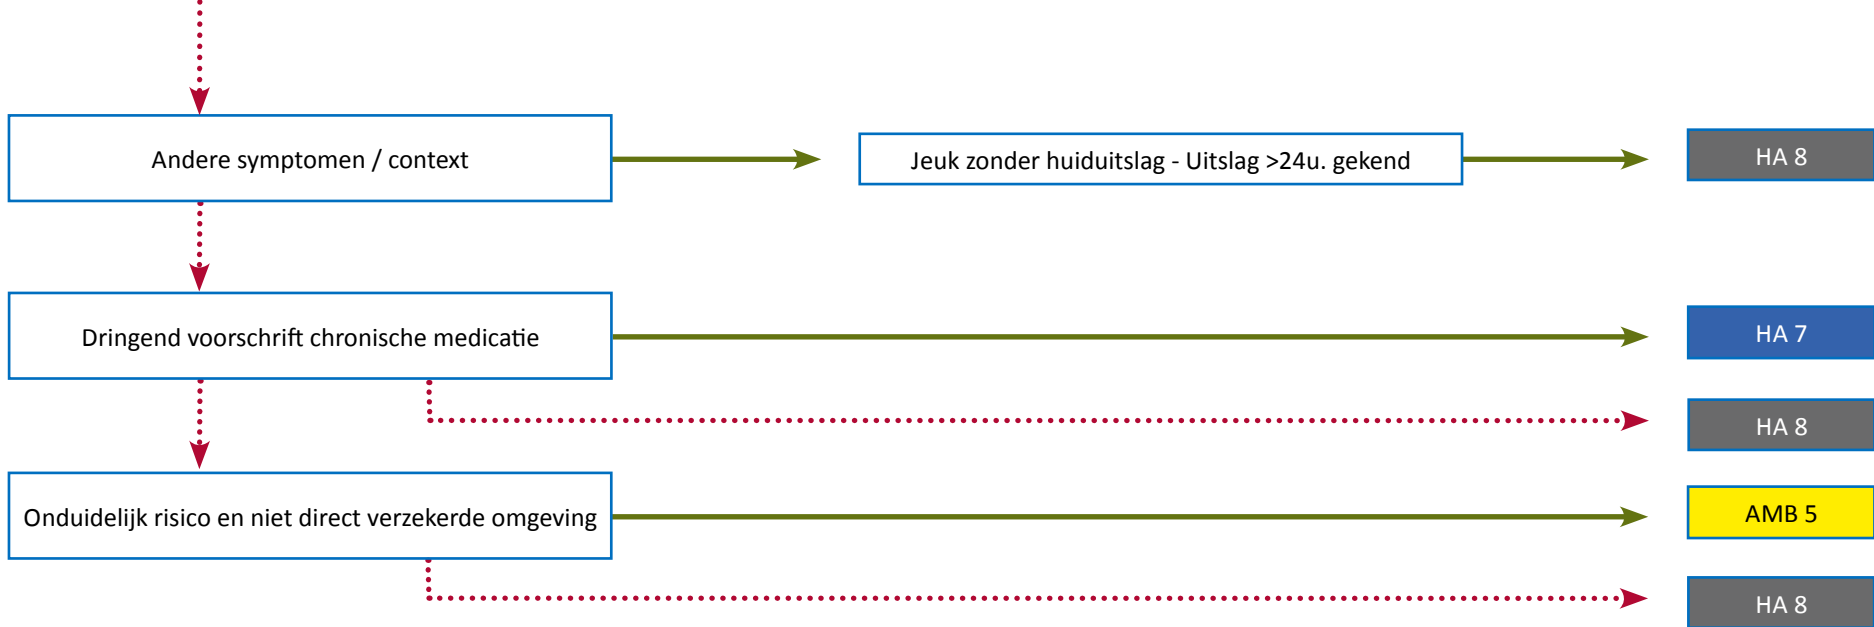 Andere symptomen / context
Jeuk zonder huiduitslag - Uitslag >24u. gekend
HA 8
Dringend voorschrift chronische medicatie
HA 7
HA 8
Onduidelijk risico en niet direct verzekerde omgeving
AMB 5
HA 8